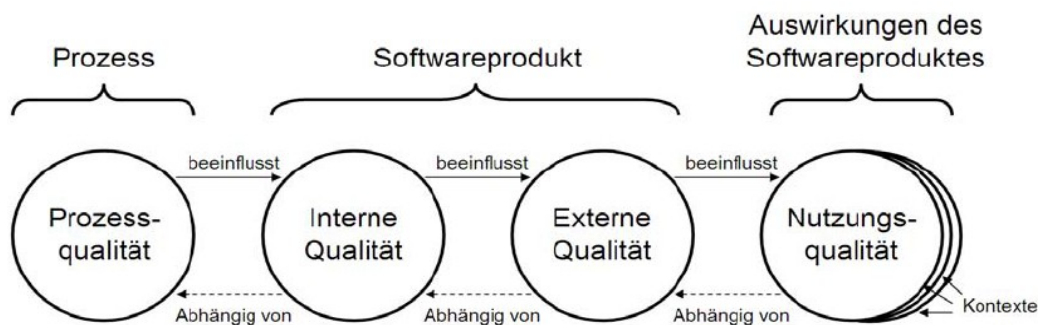 Prozess
Softwareprodukt
Auswirkungen des
Softwareproduktes
beeinflusst
beeinflusst
beeinflusst
Prozess-
qualität
Interne
Qualität
Externe
Qualität
Nutzungs-
qualität
Abhängig von
Abhängig von
Abhängig von
Kontexte